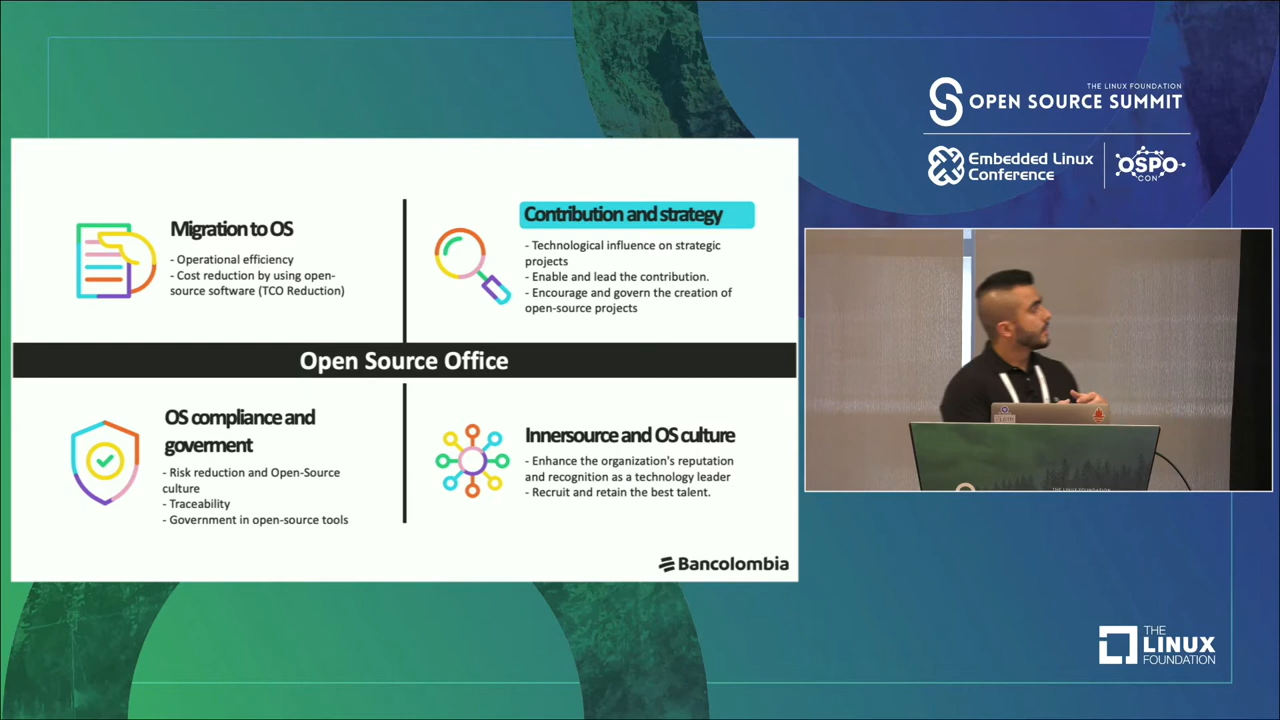 THE LINUX FOUNDATION
OPEN SOURCE SUMMIT
Embedded Linux
Conference
OSPO
CON
Migration to OS
- Operational efficiency
- Cost reduction by using open-
source software (TCO Reduction)
Contribution and strategy
- Technological influence on strategic
projects
- Enable and lead the contribution.
- Encourage and govern the creation of
open-source projects
Open Source Office
OS compliance and
goverment
- Risk reduction and Open-Source
culture
- Traceability
- Government in open-source tools
Innersource and OS culture
- Enhance the organization's reputation
and recognition as a technology leader
- Recruit and retain the best talent.
Bancolombia
THE LINUX FOUNDATION
THE
LINUX
FOUNDATION